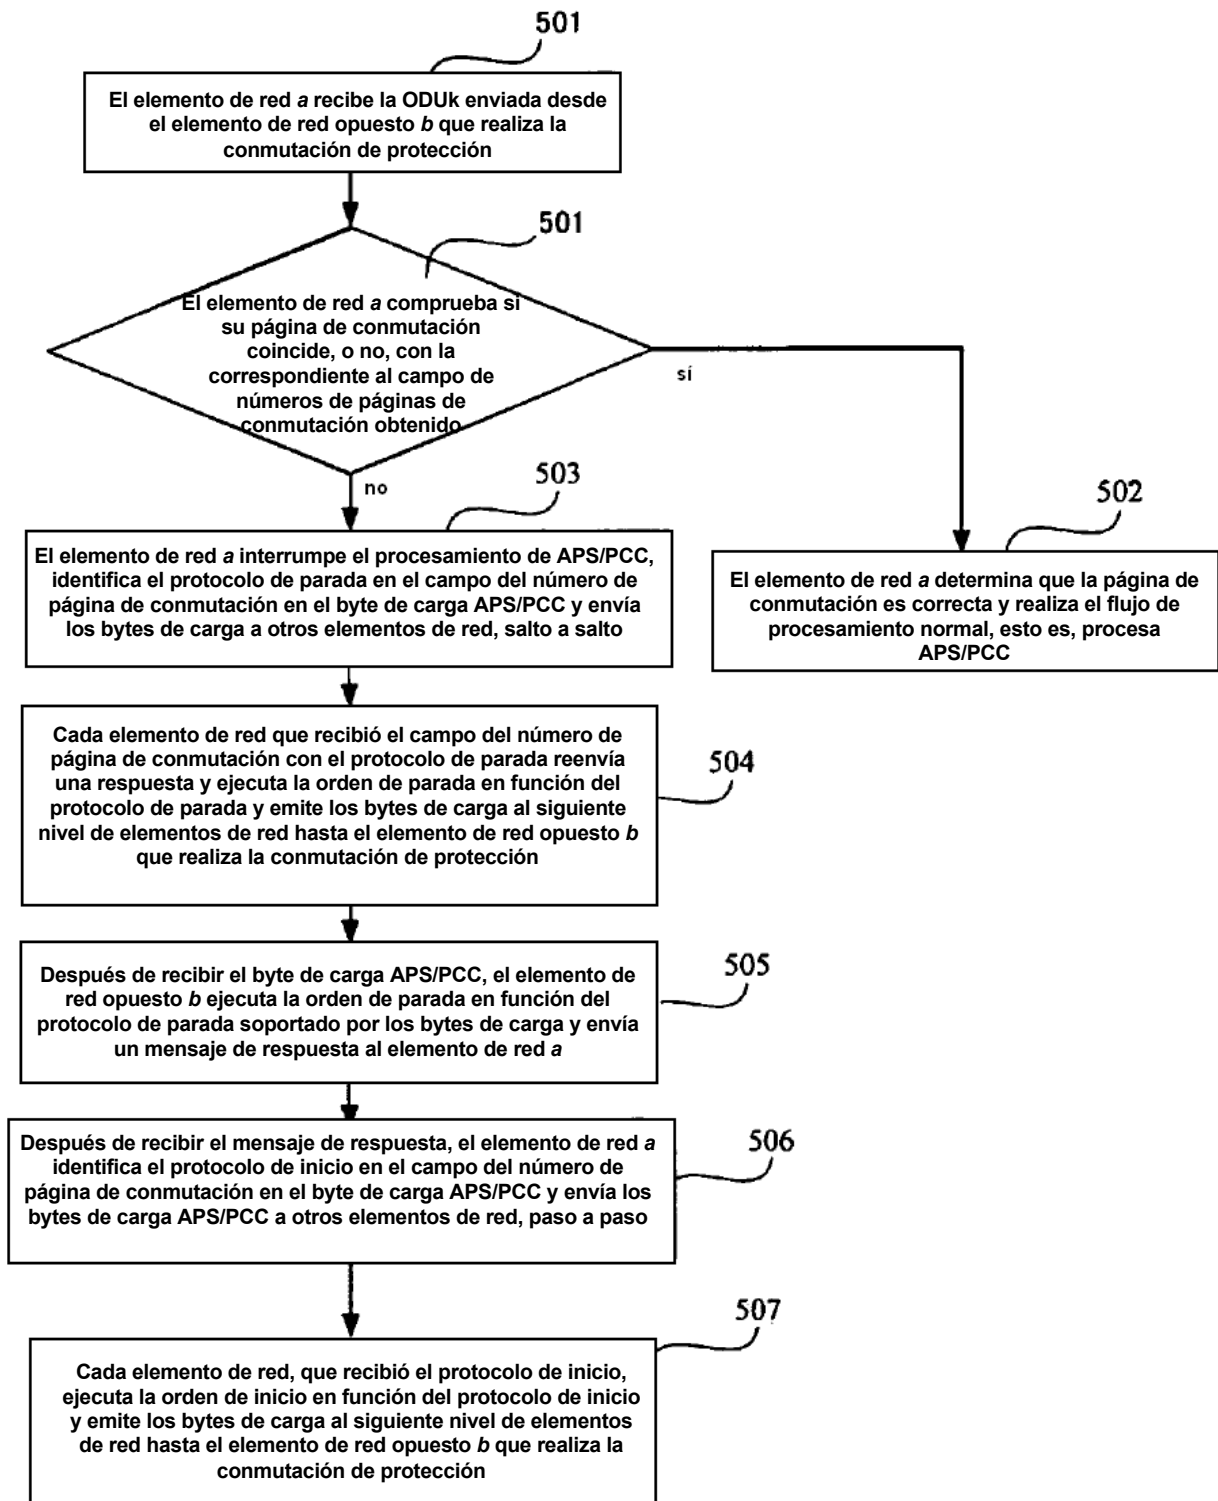 501
El elemento de red a recibe la ODUk enviada desde
el elemento de red opuesto b que realiza la
conmutación de protección
501
El elemento de red a comprueba si
su página de conmutación
coincide, o no, con la
correspondiente al campo de
números de páginas de
conmutación obtenido
sí
no
503
502
El elemento de red a interrumpe el procesamiento de APS/PCC,
identifica el protocolo de parada en el campo del número de
página de conmutación en el byte de carga APS/PCC y envía
los bytes de carga a otros elementos de red, salto a salto
El elemento de red a determina que la página de
conmutación es correcta y realiza el flujo de
procesamiento normal, esto es, procesa
APS/PCC
504
Cada elemento de red que recibió el campo del número de
página de conmutación con el protocolo de parada reenvía
una respuesta y ejecuta la orden de parada en función del
protocolo de parada y emite los bytes de carga al siguiente
nivel de elementos de red hasta el elemento de red opuesto b
que realiza la conmutación de protección
505
Después de recibir el byte de carga APS/PCC, el elemento de
red opuesto b ejecuta la orden de parada en función del
protocolo de parada soportado por los bytes de carga y envía
un mensaje de respuesta al elemento de red a
506
Después de recibir el mensaje de respuesta, el elemento de red a
identifica el protocolo de inicio en el campo del número de
página de conmutación en el byte de carga APS/PCC y envía los
bytes de carga APS/PCC a otros elementos de red, paso a paso
507
Cada elemento de red, que recibió el protocolo de inicio,
ejecuta la orden de inicio en función del protocolo de inicio
y emite los bytes de carga al siguiente nivel de elementos
de red hasta el elemento de red opuesto b que realiza la
conmutación de protección